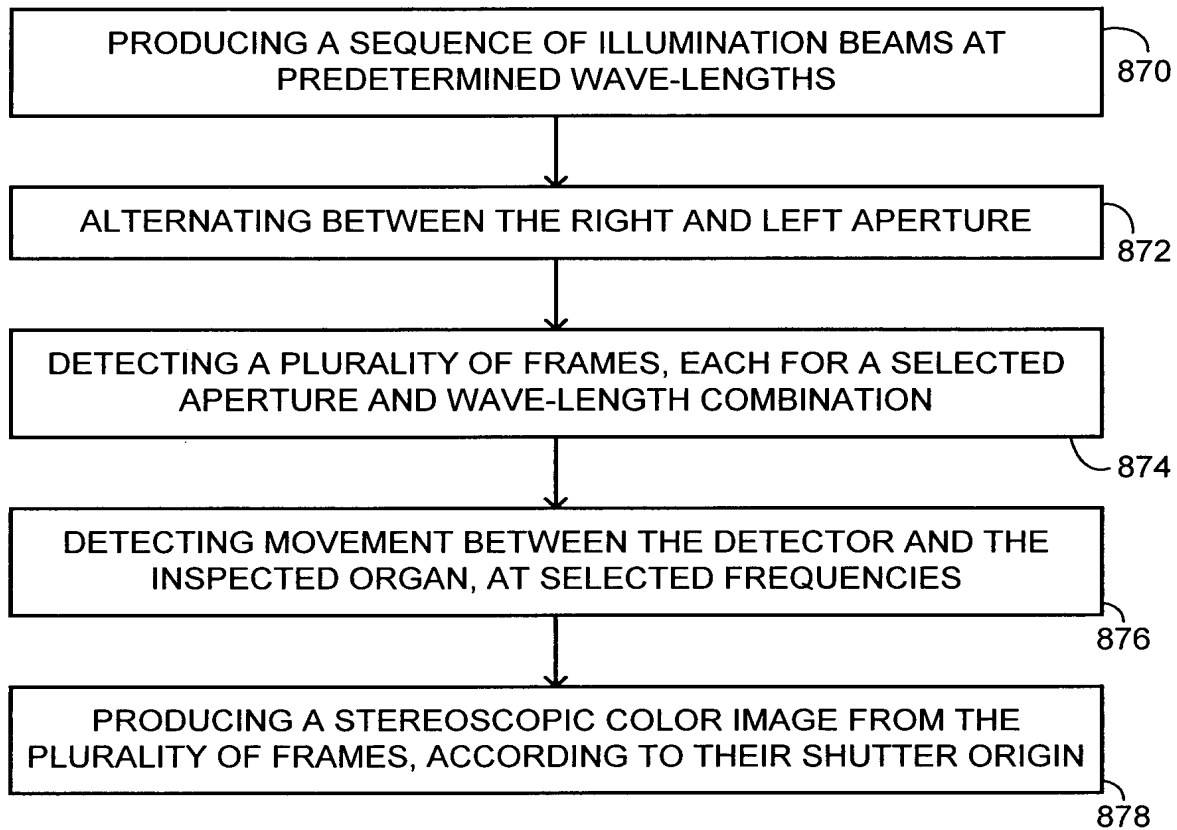 PRODUCING A SEQUENCE OF ILLUMINATION BEAMS AT
PREDETERMINED WAVE-LENGTHS
870
ALTERNATING BETWEEN THE RIGHT AND LEFT APERTURE
872
DETECTING A PLURALITY OF FRAMES, EACH FOR A SELECTED
APERTURE AND WAVE-LENGTH COMBINATION
874
DETECTING MOVEMENT BETWEEN THE DETECTOR AND THE
INSPECTED ORGAN, AT SELECTED FREQUENCIES
876
PRODUCING A STEREOSCOPIC COLOR IMAGE FROM THE
PLURALITY OF FRAMES, ACCORDING TO THEIR SHUTTER ORIGIN
878